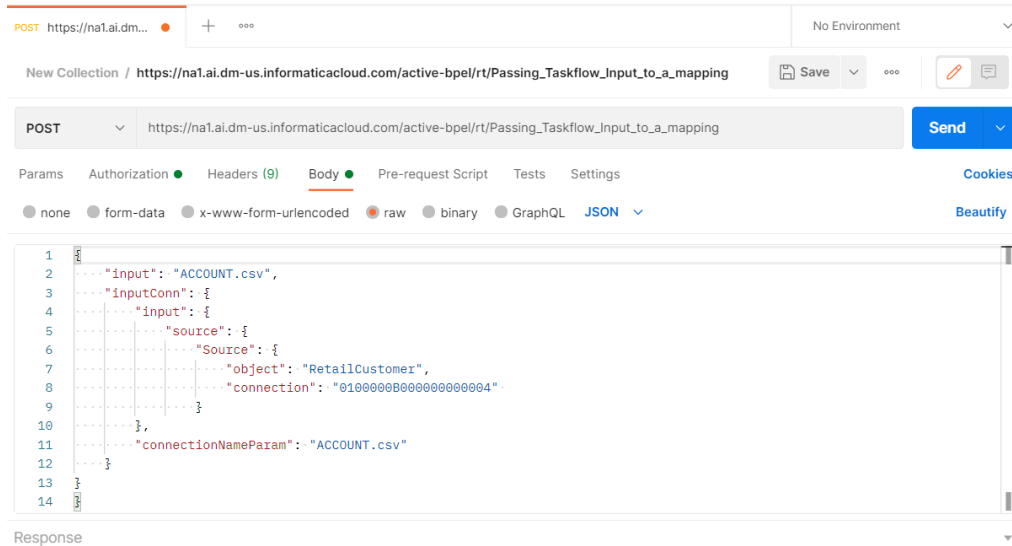 POST https://na1.ai.dm... No Environment
New Collection / https://na1.ai.dm-us.informaticacloud.com/active-bpel/rt/Passing_Taskflow_Input_to_a_mapping Save
POST https://na1.ai.dm-us.informaticacloud.com/active-bpel/rt/Passing_Taskflow_Input_to_a_mapping Send
Params Authorization Headers (9) Body Pre-request Script Tests Settings Cookies
none form-data x-www-form-urlencoded raw binary GraphQL JSON Beautify
1 {
2 "input": "ACCOUNT.csv",
3 "inputConn": {
4 "input": {
5 "source": {
6 "Source": {
7 "object": "RetailCustomer",
8 "connection": "0100000B000000000004"
9 }
10 },
11 "connectionNameParam": "ACCOUNT.csv"
12 }
13 }
14 }
Response